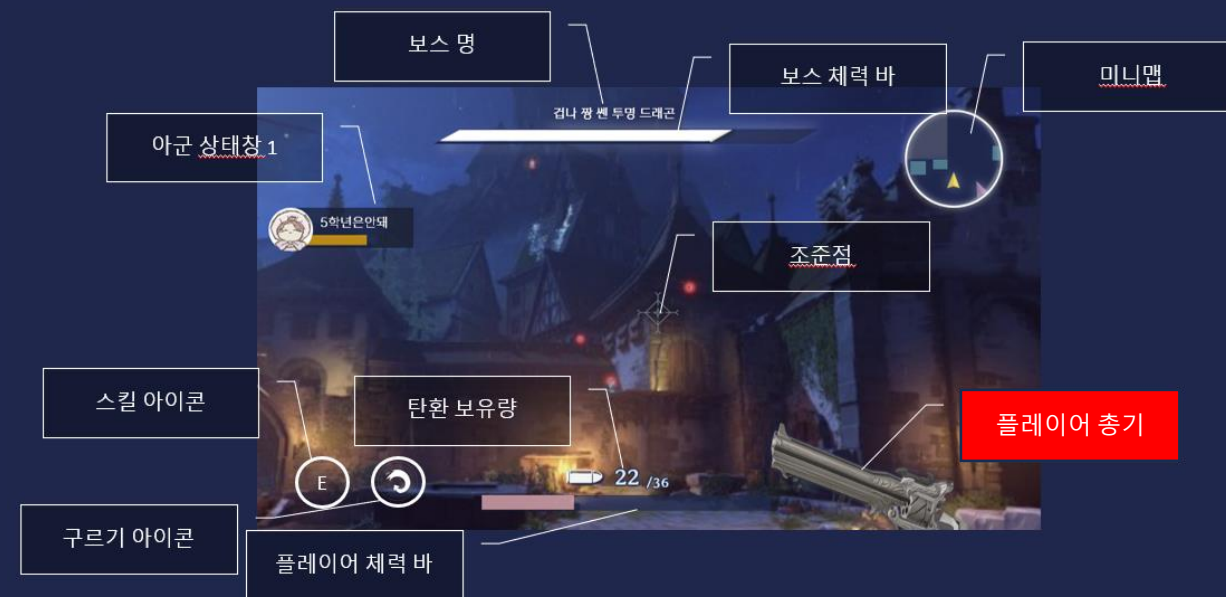 보스 명
보스 체력 바
미니맵
겁나 짱 쎈 투명 드래곤
아군 상태창 1
5학년은안돼
조준점
스킬 아이콘
탄환 보유량
플레이어 총기
E
22 /36
구르기 아이콘
플레이어 체력 바